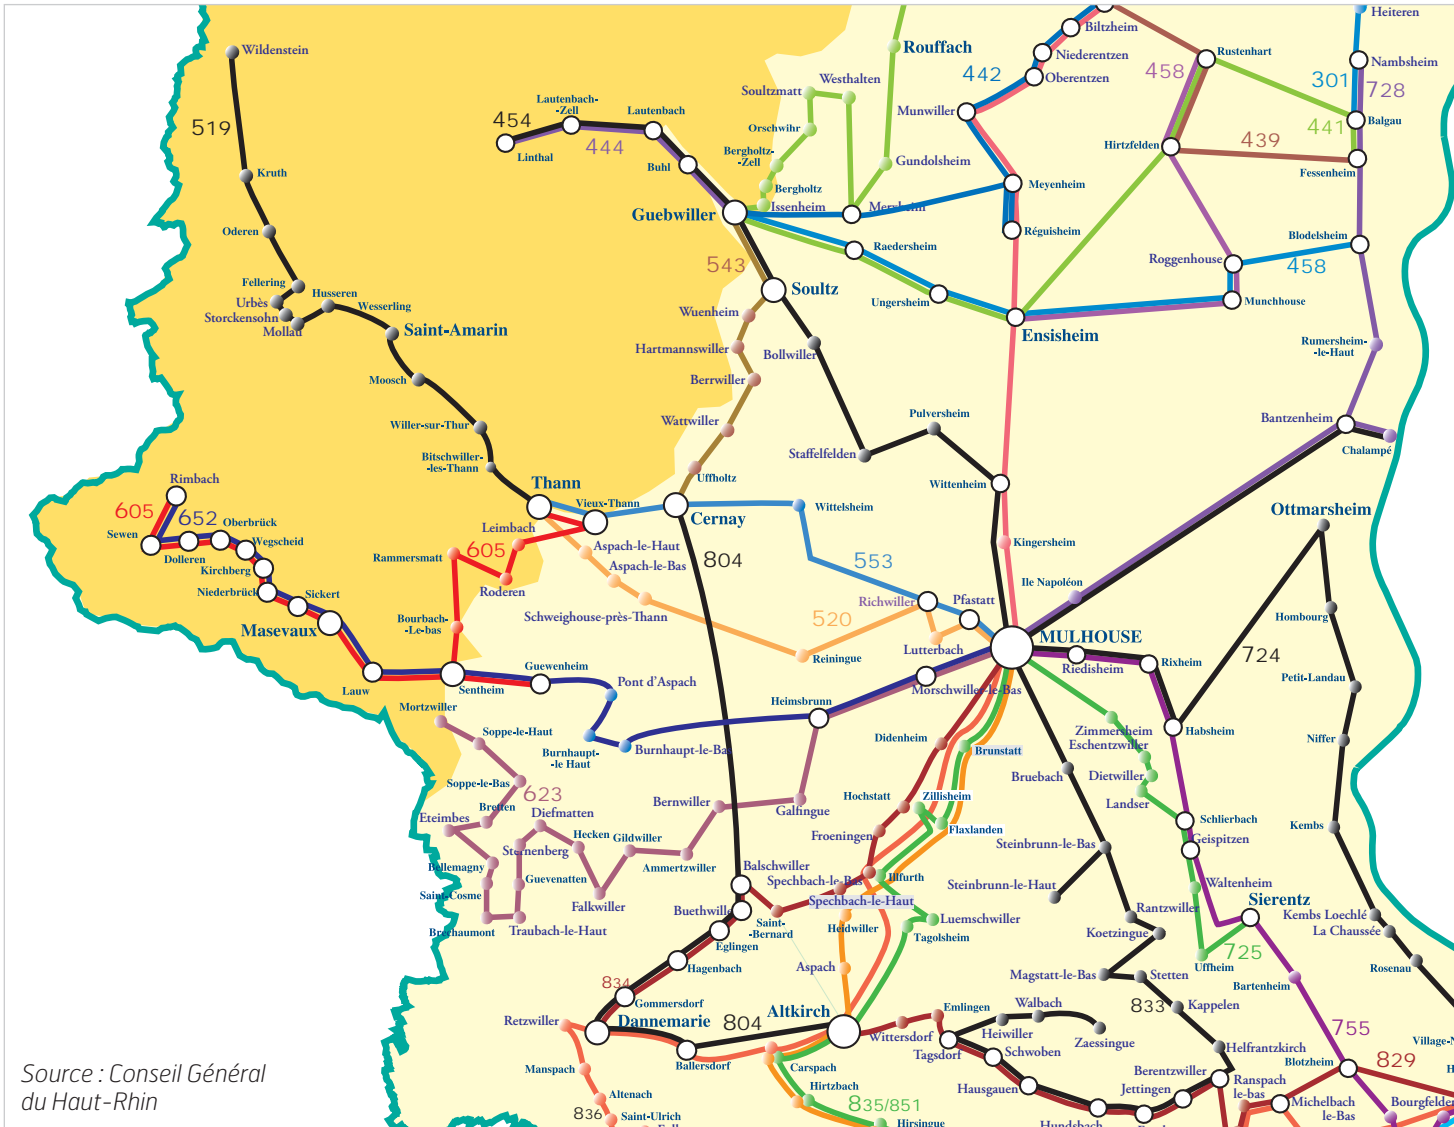 Heiteren
Biltzheim
Wildenstein
Rouffach
Niederentzen
Rustenhart
Nambsheim
442
458
301
Oberentzen
Westhalten
Soultzmatt
728
Lautenbach-
-Zell
Lautenbach
Munwiller
519
454
Orschwihr
Balgau
441
444
439
Linthal
Bergholtz-
-Zell
Hirtzfelden
Buhl
Gundolsheim
Fessenheim
Kruth
Bergholtz
Meyenheim
Issenheim
Merxheim
Guebwiller
Oderen
Réguisheim
Blodelsheim
Raedersheim
Roggenhouse
543
458
Fellering
Husseren
Soultz
Urbès
Wesserling
Ungersheim
Munchhouse
Storckensohn
Wuenheim
Mollau
Saint-Amarin
Ensisheim
Rumersheim-
-le-Haut
Hartmannswiller
Bollwiller
Moosch
Berrwiller
Pulversheim
Bantzenheim
Wattwiller
Willer-sur-Thur
Chalampé
Bitschwiller-
-les-Thann
Staffelfelden
Uffholtz
Rimbach
Thann
Wittenheim
Vieux-Thann
Wittelsheim
605
652
Oberbrück
Cernay
Ottmarsheim
Leimbach
Sewen
Wegscheid
Aspach-le-Haut
Kingersheim
Dolleren
Rammersmatt
605
804
553
Kirchberg
Aspach-le-Bas
Roderen
Ile Napoléon
Niederbrück
Sickert
Richwiller
Pfastatt
Schweighouse-près-Thann
520
Hombourg
Bourbach-
-Le-bas
Masevaux
MULHOUSE
Lutterbach
724
Reiningue
Riedisheim
Rixheim
Guewenheim
Petit-Landau
Lauw
Sentheim
Pont d'Aspach
Morschwiller-le-Bas
Heimsbrunn
Mortzwiller
Zimmersheim
Habsheim
Soppe-le-Haut
Didenheim
Niffer
Burnhaupt-
-le Haut
Burnhaupt-le-Bas
Brunstatt
Eschentzwiller
Bruebach
Dietwiller
Soppe-le-Bas
623
Hochstatt
Zillisheim
Landser
Bretten
Bernwiller
Galfingue
Eteimbes
Diefmatten
Schlierbach
Kembs
Hecken
Gildwiller
Froeningen
Flaxlanden
Steinbrunn-le-Bas
Geispitzen
Sternenberg
Bellemagny
Ammertzwiller
Balschwiller
Spechbach-le-Bas
Illfurth
Steinbrunn-le-Haut
Waltenheim
Guevenatten
Saint-Cosme
Spechbach-le-Haut
Sierentz
Falkwiller
Buethwiller
Rantzwiller
Kembs Loechlé
Brechaumont
Traubach-le-Haut
Saint-
-Bernard
Heidwiller
Luemschwiller
La Chaussée
Koetzingue
Tagolsheim
Eglingen
725
Hagenbach
Aspach
Uffheim
Rosenau
Magstatt-le-Bas
Stetten
Bartenheim
834
Gommersdorf
Emlingen
Walbach
833
Kappelen
Altkirch
Retzwiller
Dannemarie
804
Wittersdorf
Heiwiller
755
Tagsdorf
Zaessingue
Helfrantzkirch
Schwoben
Village-N
Ballersdorf
Carspach
Blotzheim
829
Manspach
Berentzwiller
Hausgauen
Jettingen
Ranspach
le-bas
Hirtzbach
Altenach
Michelbach
le-Bas
Bourgfelden
835/851
836
Saint-Ulrich
Hirsingue
Hundsbach
Source : Conseil Général
du Haut-Rhin